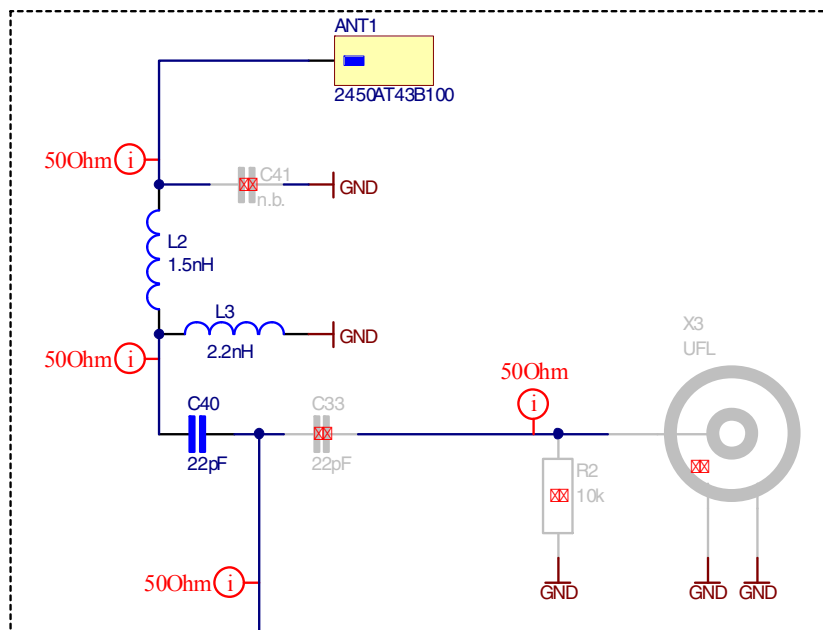 ANT1
2450AT43B100
50Ohm i
C41
n.b.
GND
L2
1.5nH
L3
2.2nH
GND
50Ohm i
X3
UFL
50Ohm
i
C40
22pF
C33
22pF
R2
10k
50Ohm i
GND
GND
GND